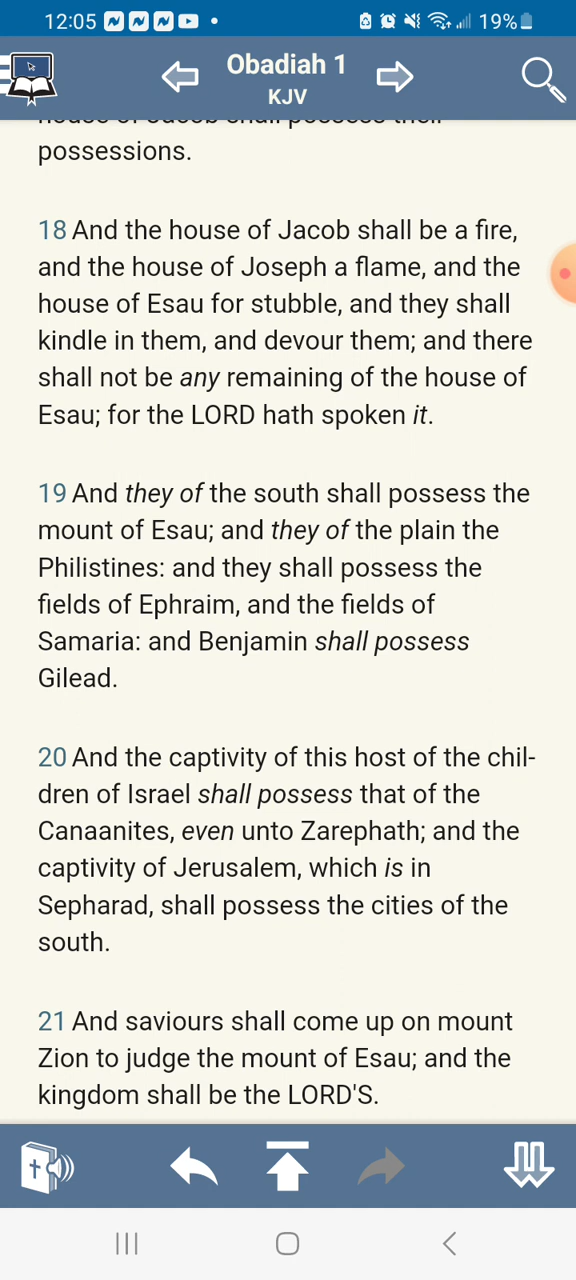 12:05 19%
Obadiah 1
KJV
house of Jacob shall possess their
possessions.
18 And the house of Jacob shall be a fire,
and the house of Joseph a flame, and the
house of Esau for stubble, and they shall
kindle in them, and devour them; and there
shall not be any remaining of the house of
Esau; for the LORD hath spoken it.
19 And they of the south shall possess the
mount of Esau; and they of the plain the
Philistines: and they shall possess the
fields of Ephraim, and the fields of
Samaria: and Benjamin shall possess
Gilead.
20 And the captivity of this host of the chil-
dren of Israel shall possess that of the
Canaanites, even unto Zarephath; and the
captivity of Jerusalem, which is in
Sepharad, shall possess the cities of the
south.
21 And saviours shall come up on mount
Zion to judge the mount of Esau; and the
kingdom shall be the LORD'S.